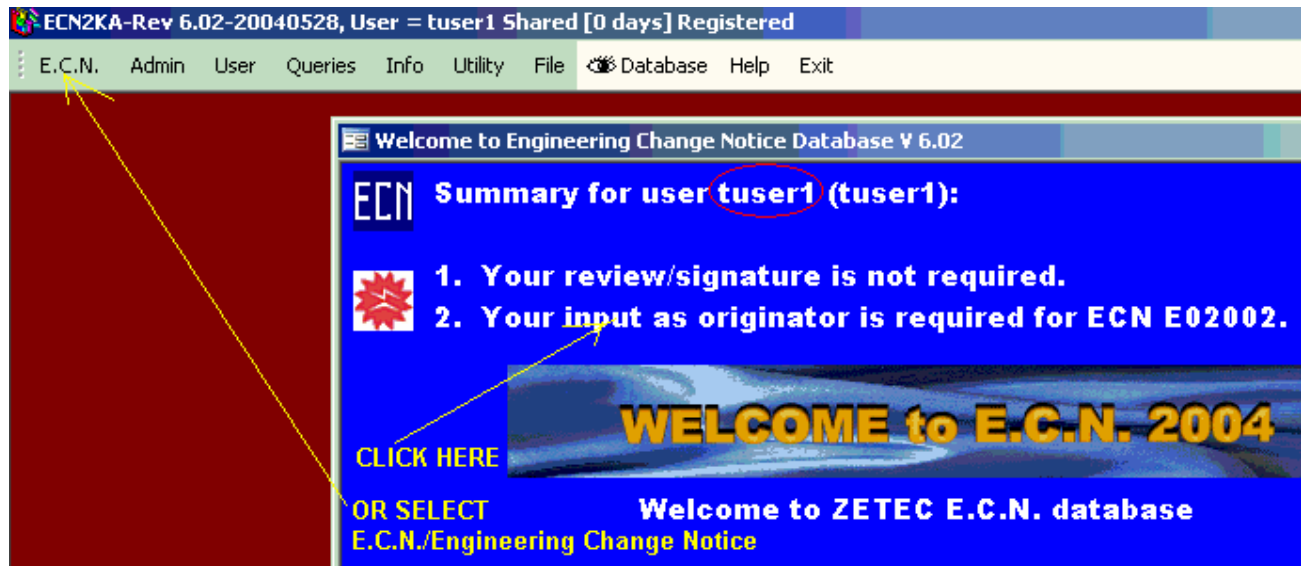 ECN2KA-Rev 6.02-20040528, User = tuser1 Shared [0 days] Registered
E.C.N. Admin User Queries Info Utility File Database Help Exit
Welcome to Engineering Change Notice Database V 6.02
ECN Summary for user tuser1 (tuser1):
1. Your review/signature is not required.
2. Your input as originator is required for ECN E02002.
WELCOME to E.C.N. 2004
CLICK HERE
OR SELECT
E.C.N./Engineering Change Notice
Welcome to ZETEC E.C.N. database